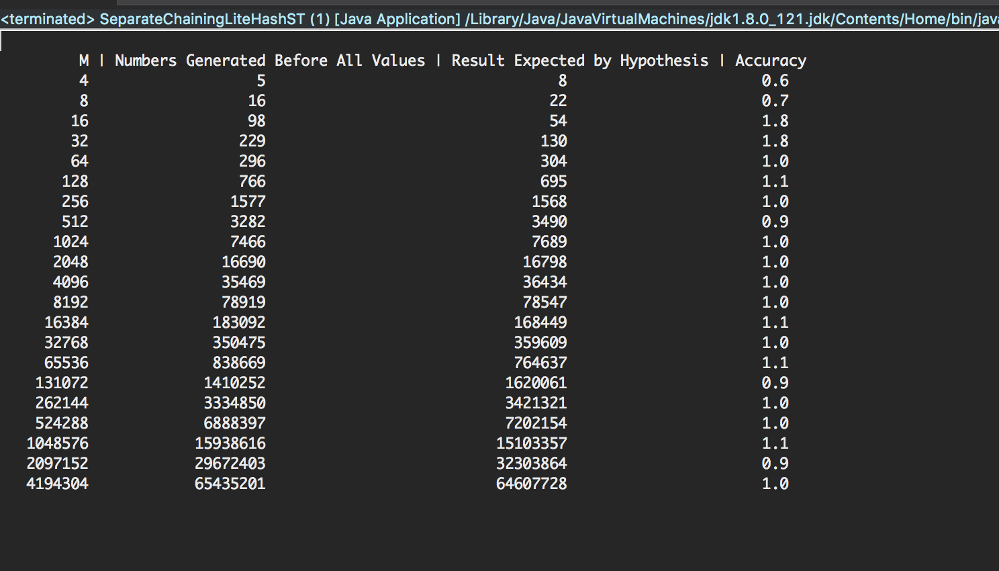 <terminated> SeparateChainingLiteHashST (1) [Java Application] /Library/Java/JavaVirtualMachines/jdk1.8.0_121.jdk/Contents/Home/bin/java
M | Numbers Generated Before All Values | Result Expected by Hypothesis | Accuracy
4 5 8 0.6
8 16 22 0.7
16 98 54 1.8
32 229 130 1.8
64 296 304 1.0
128 766 695 1.1
256 1577 1568 1.0
512 3282 3490 0.9
1024 7466 7689 1.0
2048 16690 16798 1.0
4096 35469 36434 1.0
8192 78919 78547 1.0
16384 183092 168449 1.1
32768 350475 359609 1.0
65536 838669 764637 1.1
131072 1410252 1620061 0.9
262144 3334850 3421321 1.0
524288 6888397 7202154 1.0
1048576 15938616 15103357 1.1
2097152 29672403 32303864 0.9
4194304 65435201 64607728 1.0